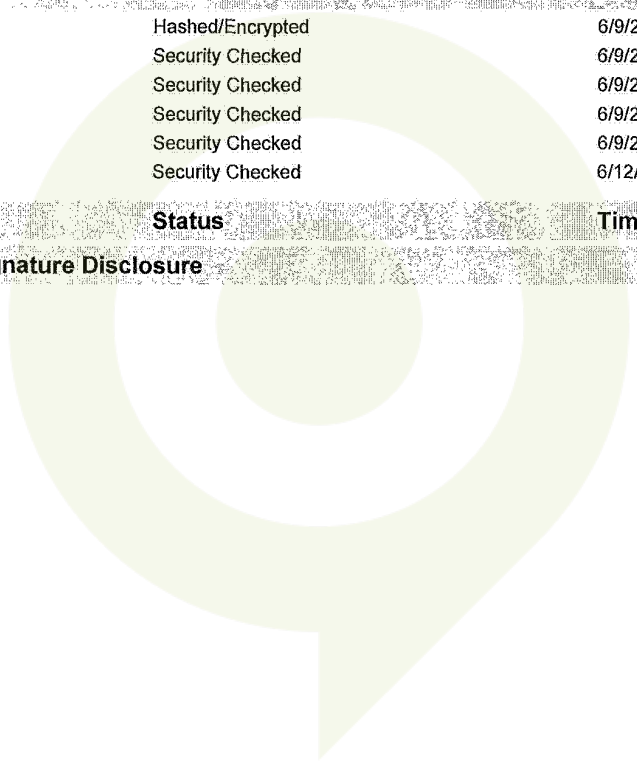 Hashed/Encrypted 6/9/2
Security Checked 6/9/2
Security Checked 6/9/2
Security Checked 6/9/2
Security Checked 6/9/2
Security Checked 6/12/
Status Tim
nature Disclosure